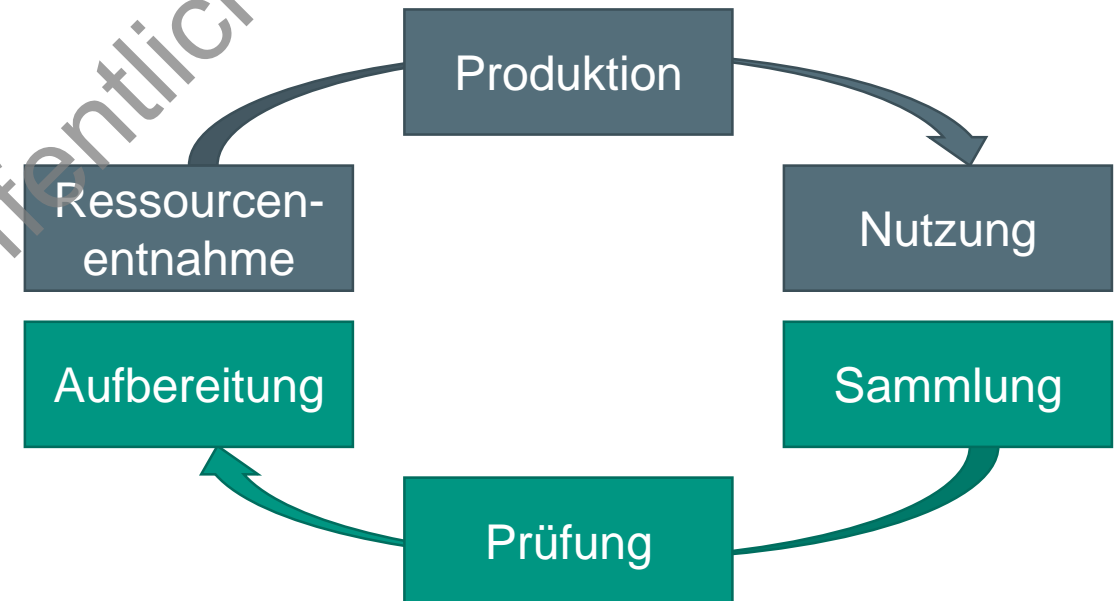 Produktion
Ressourcen-
entnahme
Nutzung
Aufbereitung
Sammlung
Prüfung